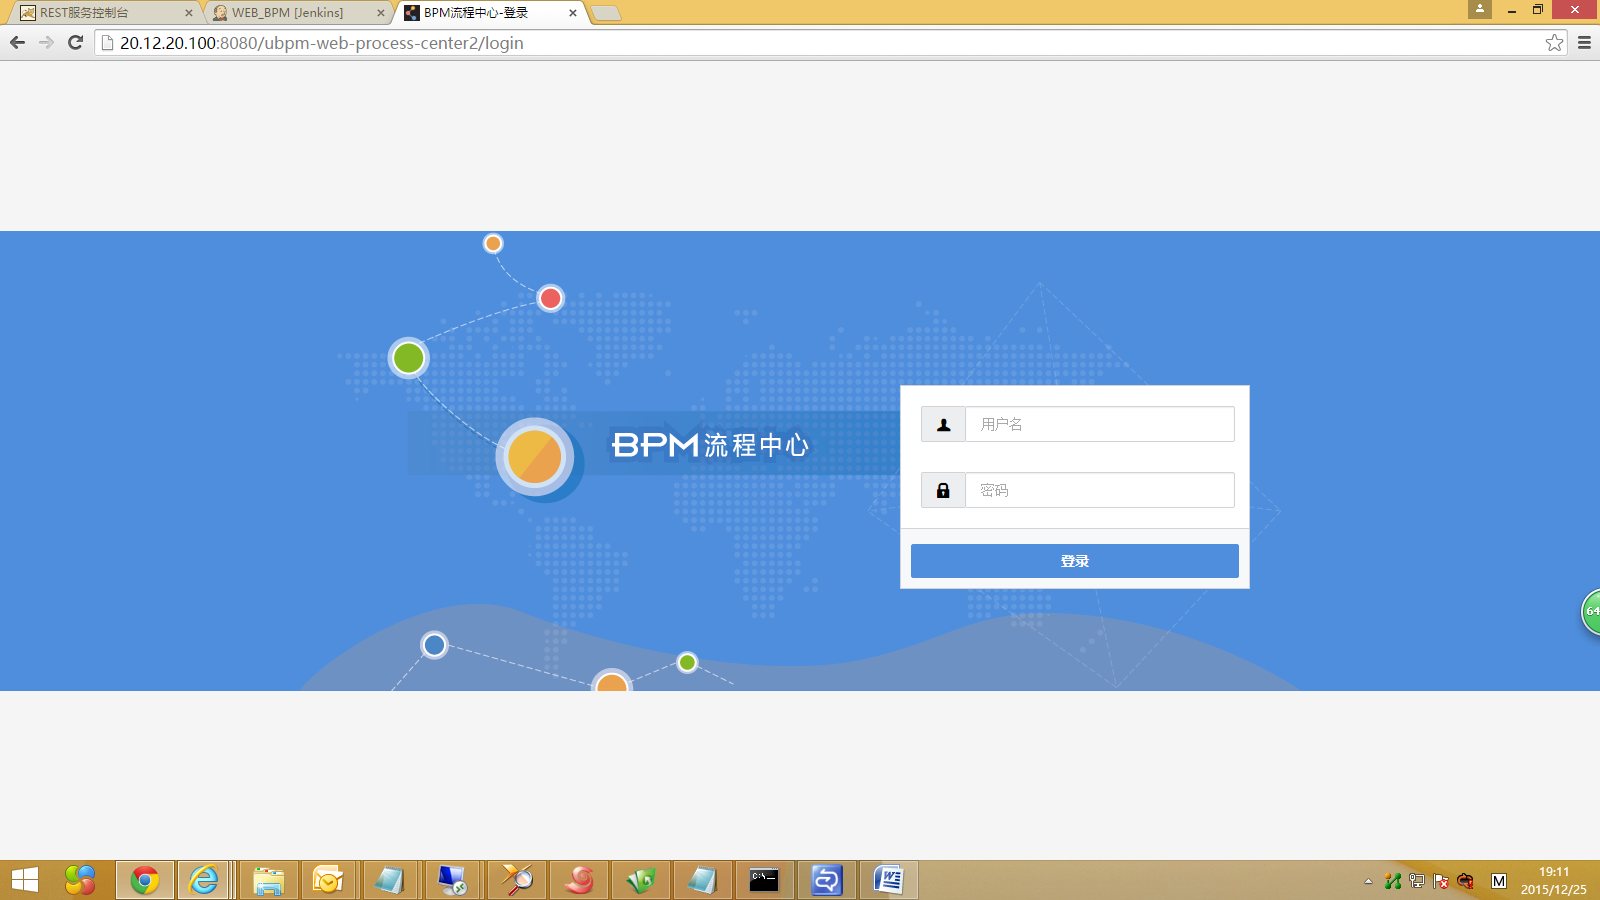 REST服务控制台
WEB_BPM [Jenkins]
BPM流程中心-登录
20.12.20.100:8080/ubpm-web-process-center2/login
BPM流程中心
用户名
密码
登录
64
C:\_
M
19:11
2015/12/25